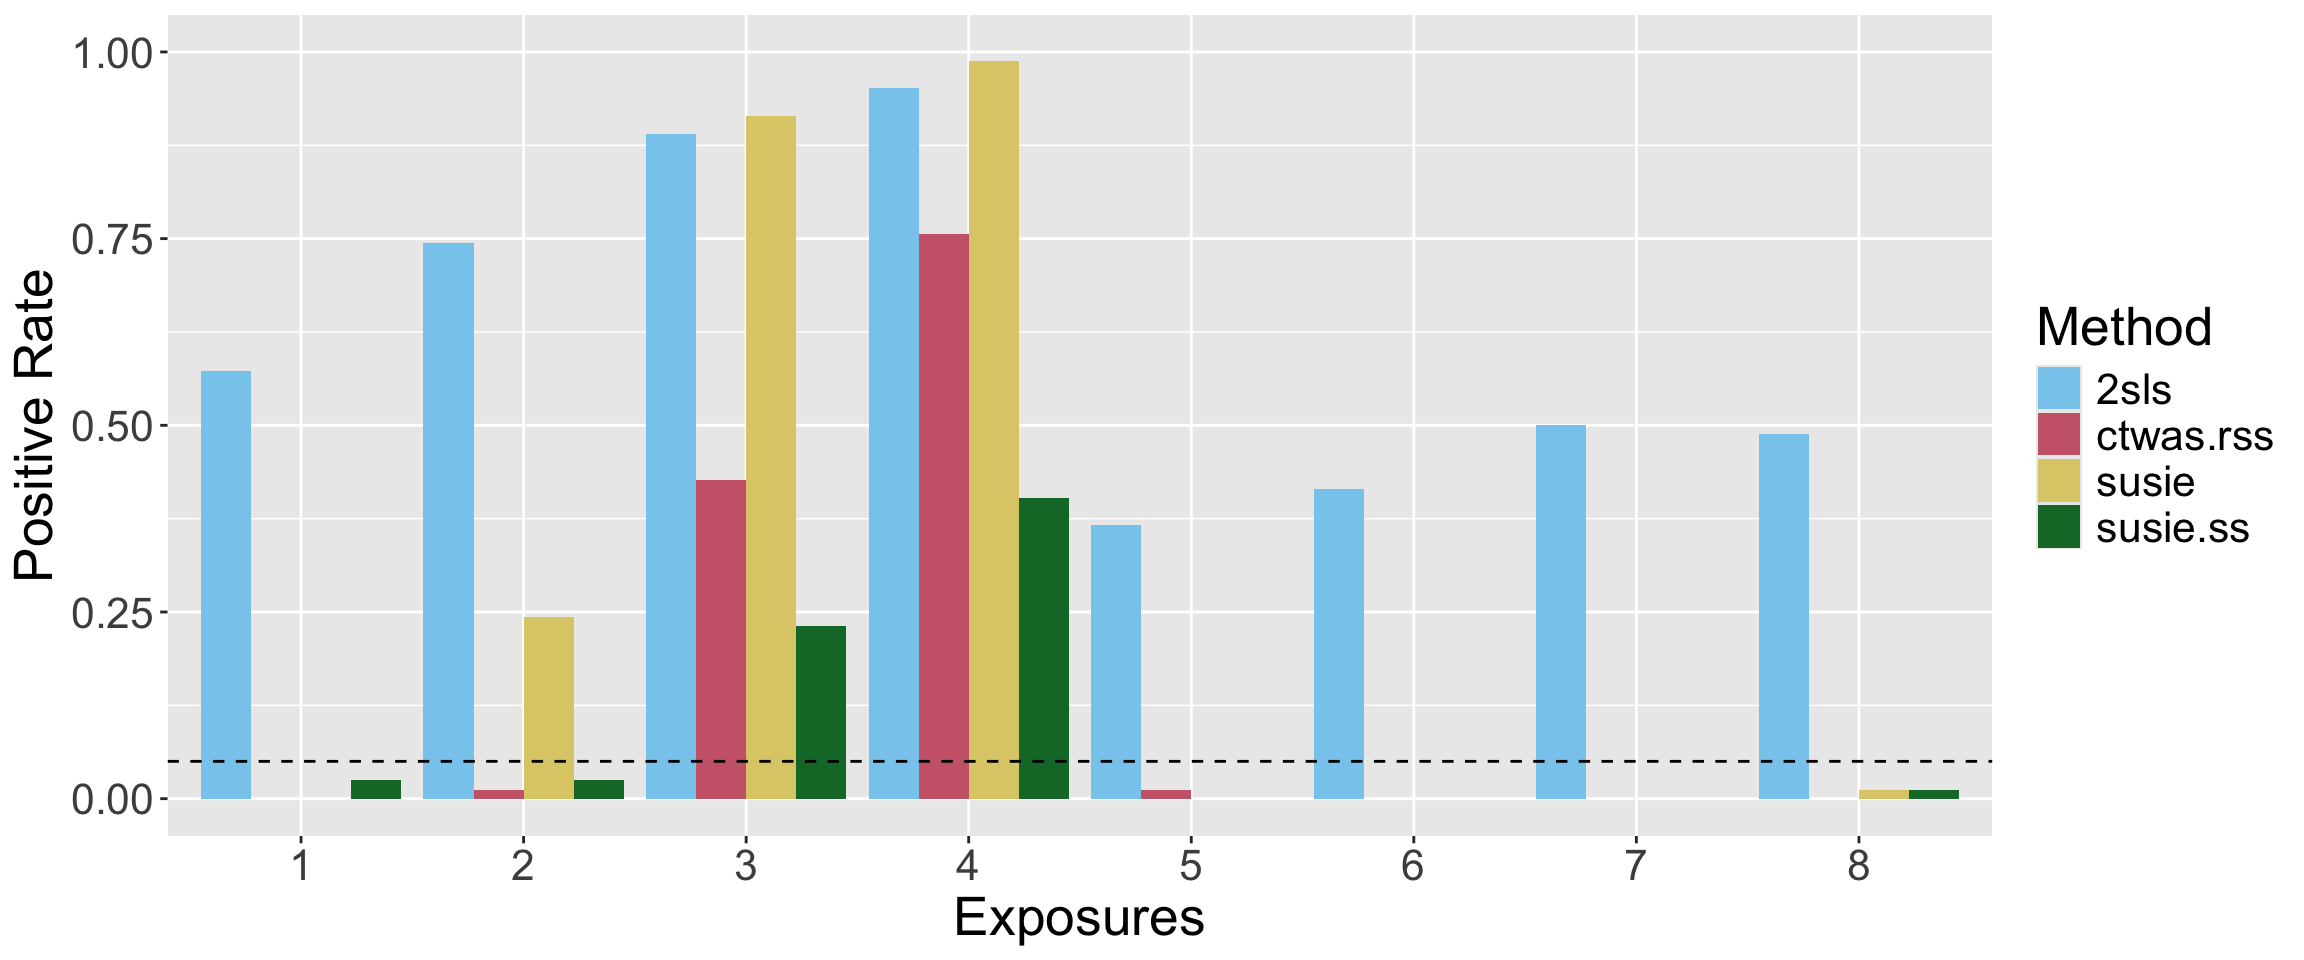 1.00
0.75
0.50
0.25
0.00
Positive Rate
1 2 3 4 5 6 7 8
Exposures
Method
2sls
ctwas.rss
susie
susie.ss